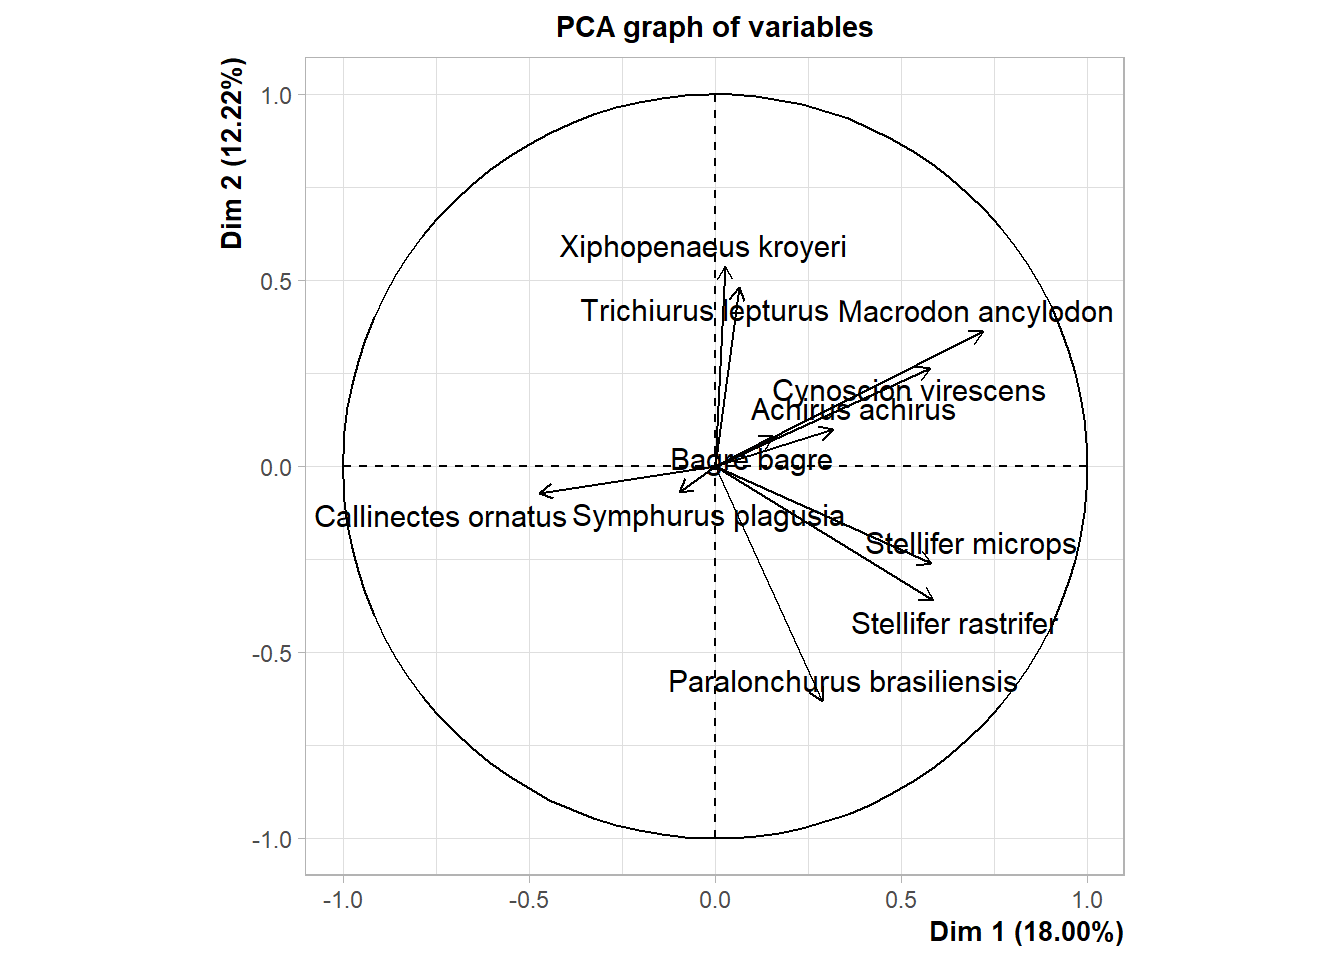 PCA graph of variables
Dim 2 (12.22%)
1.0
0.5
0.0
-0.5
-1.0
Xiphopenaeus kroyeri
Trichiurus lepturus
Macrodon ancylodon
Cynoscion virescens
Achirus achirus
Bagre bagre
Callinectes ornatus
Symphurus plagusia
Stellifer microps
Stellifer rastrifer
Paralonchurus brasiliensis
-1.0
-0.5
0.0
0.5
1.0
Dim 1 (18.00%)